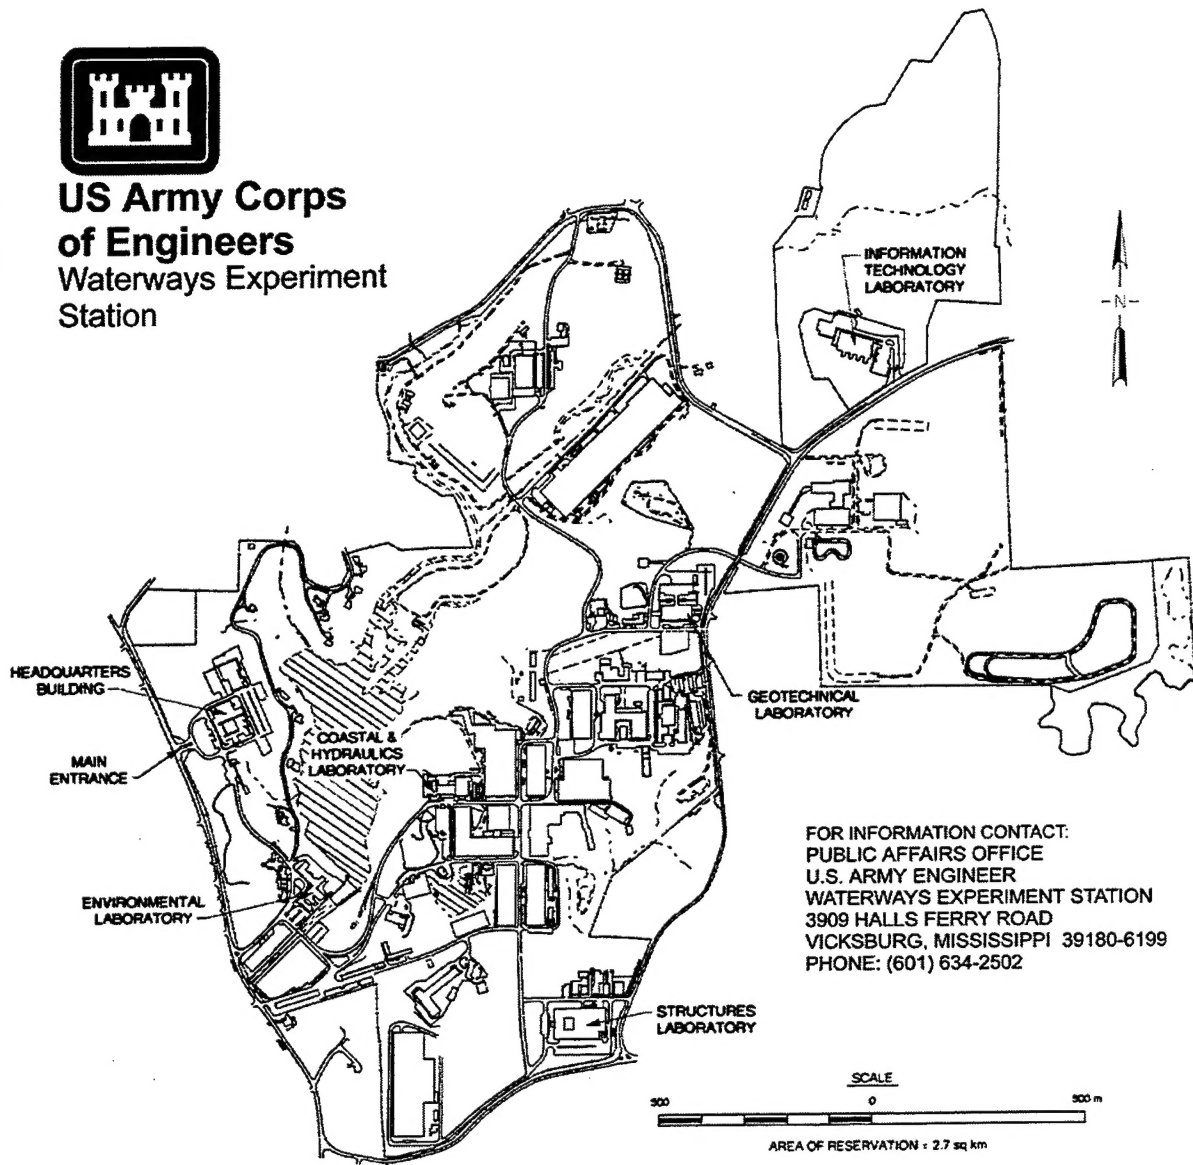 US Army Corps
of Engineers
Waterways Experiment
Station
INFORMATION
TECHNOLOGY
LABORATORY
N
HEADQUARTERS
BUILDING
MAIN
ENTRANCE
COASTAL &
HYDRAULICS
LABORATORY
GEOTECHNICAL
LABORATORY
ENVIRONMENTAL
LABORATORY
FOR INFORMATION CONTACT:
PUBLIC AFFAIRS OFFICE
U.S. ARMY ENGINEER
WATERWAYS EXPERIMENT STATION
3909 HALLS FERRY ROAD
VICKSBURG, MISSISSIPPI 39180-6199
PHONE: (601) 634-2502
STRUCTURES
LABORATORY
SCALE
500 0 500 m
AREA OF RESERVATION = 2.7 sq km